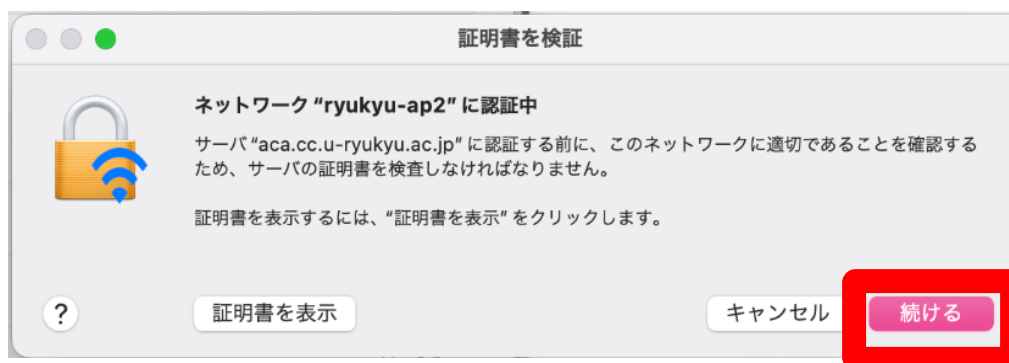 証明書を検証
ネットワーク“ryukyu-ap2”に認証中
サーバ“aca.cc.u-ryukyu.ac.jp”に認証する前に、このネットワークに適切であることを確認する
ため、サーバの証明書を検査しなければなりません。
証明書を表示するには、“証明書を表示”をクリックします。
?
証明書を表示
キャンセル
続ける